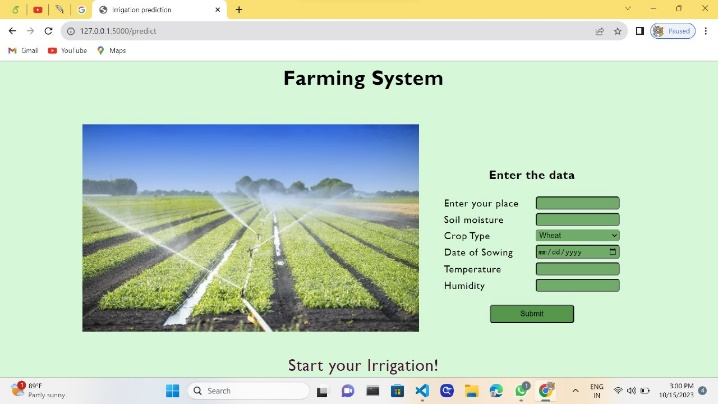 Irrigation prediction
127.0.0.1:5000/predict
Paused
Gmail
YouTube
Maps
Farming System
Enter the data
Enter your place
Soil moisture
Crop Type
Wheat
Date of Sowing
mm/dd/yyyy
Temperature
Humidity
Submit
Start your Irrigation!
1
89°F
Partly sunny
Search
ENG
IN
3:00 PM
10/15/2023